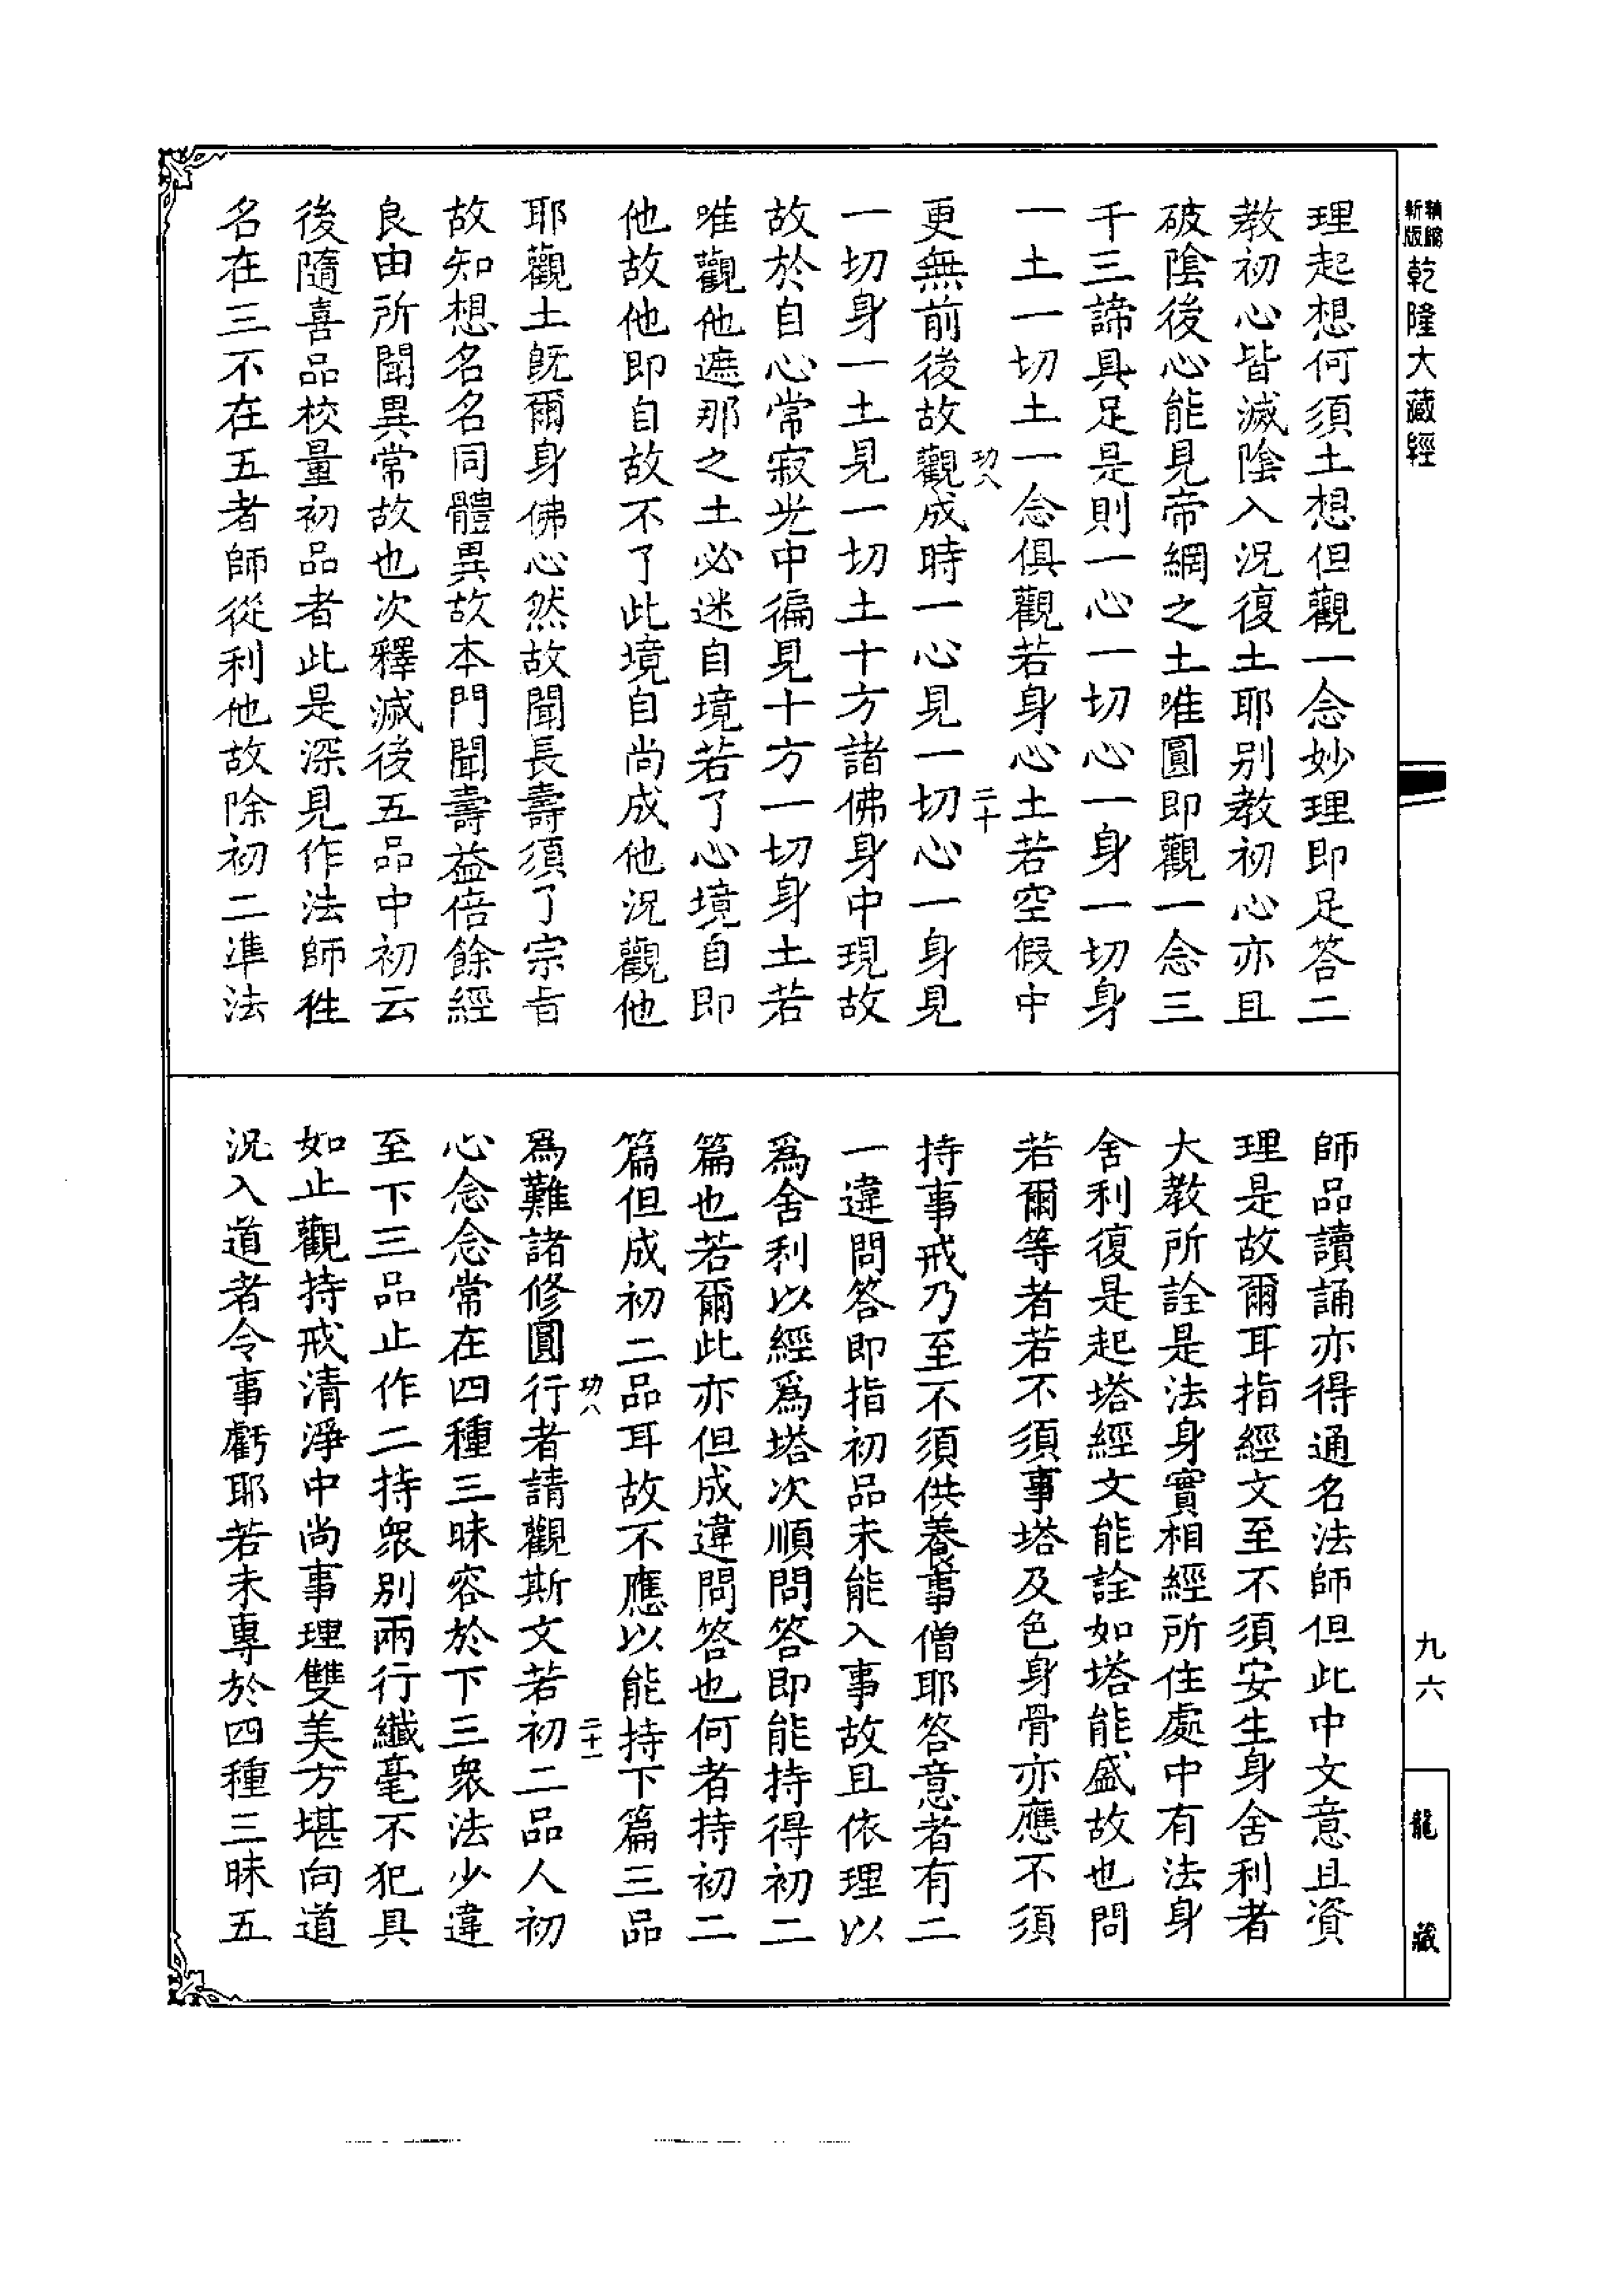 新版
精縮
乾隆大藏經
理起想何須土想但觀一念妙理即足答二
教初心皆滅陰入況復土耶别教初心亦且
破陰後心能見帝網之土唯圓即觀一念三
千三諦具足是則一心一切心一身一切身
一土一切土一念俱觀若身心土若空假中
功八
二十
更無前後故觀成時一心見一切心一身見
一切身一土見一切土十方諸佛身中現故
故於自心常寂光中徧見十方一切身土若
唯觀他遮那之土必迷自境若了心境自即
他故他即自故不了此境自尚成他況觀他
耶觀土既爾身佛心然故聞長壽須了宗旨
故知想名名同體異故本門聞壽益倍餘經
良由所聞異常故也次釋滅後五品中初云
後隨喜品校量初品者此是深見作法師徃
名在三不在五者師從利他故除初二準法
師品讀誦亦得通名法師但此中文意且資
理是故爾耳指經文至不須安生身舍利者
大教所詮是法身實相經所住處中有法身
舍利復是起塔經文能詮如塔能盛故也問
若爾等者若不須事塔及色身骨亦應不須
持事戒乃至不須供養事僧耶答意者有二
一違問答即指初品未能入事故且依理以
爲舍利以經爲塔次順問答即能持得初二
篇也若爾此亦但成違問答也何者持初二
篇但成初二品耳故不應以能持下篇三品
功八
二十一
爲難諸修圓行者請觀斯文若初二品人初
心念念常在四種三昧容於下三衆法少違
至下三品止作二持衆别兩行纖毫不犯具
如止觀持戒清淨中尚事理雙美方堪向道
況入道者令事虧耶若未專於四種三昧五
九六
龍藏